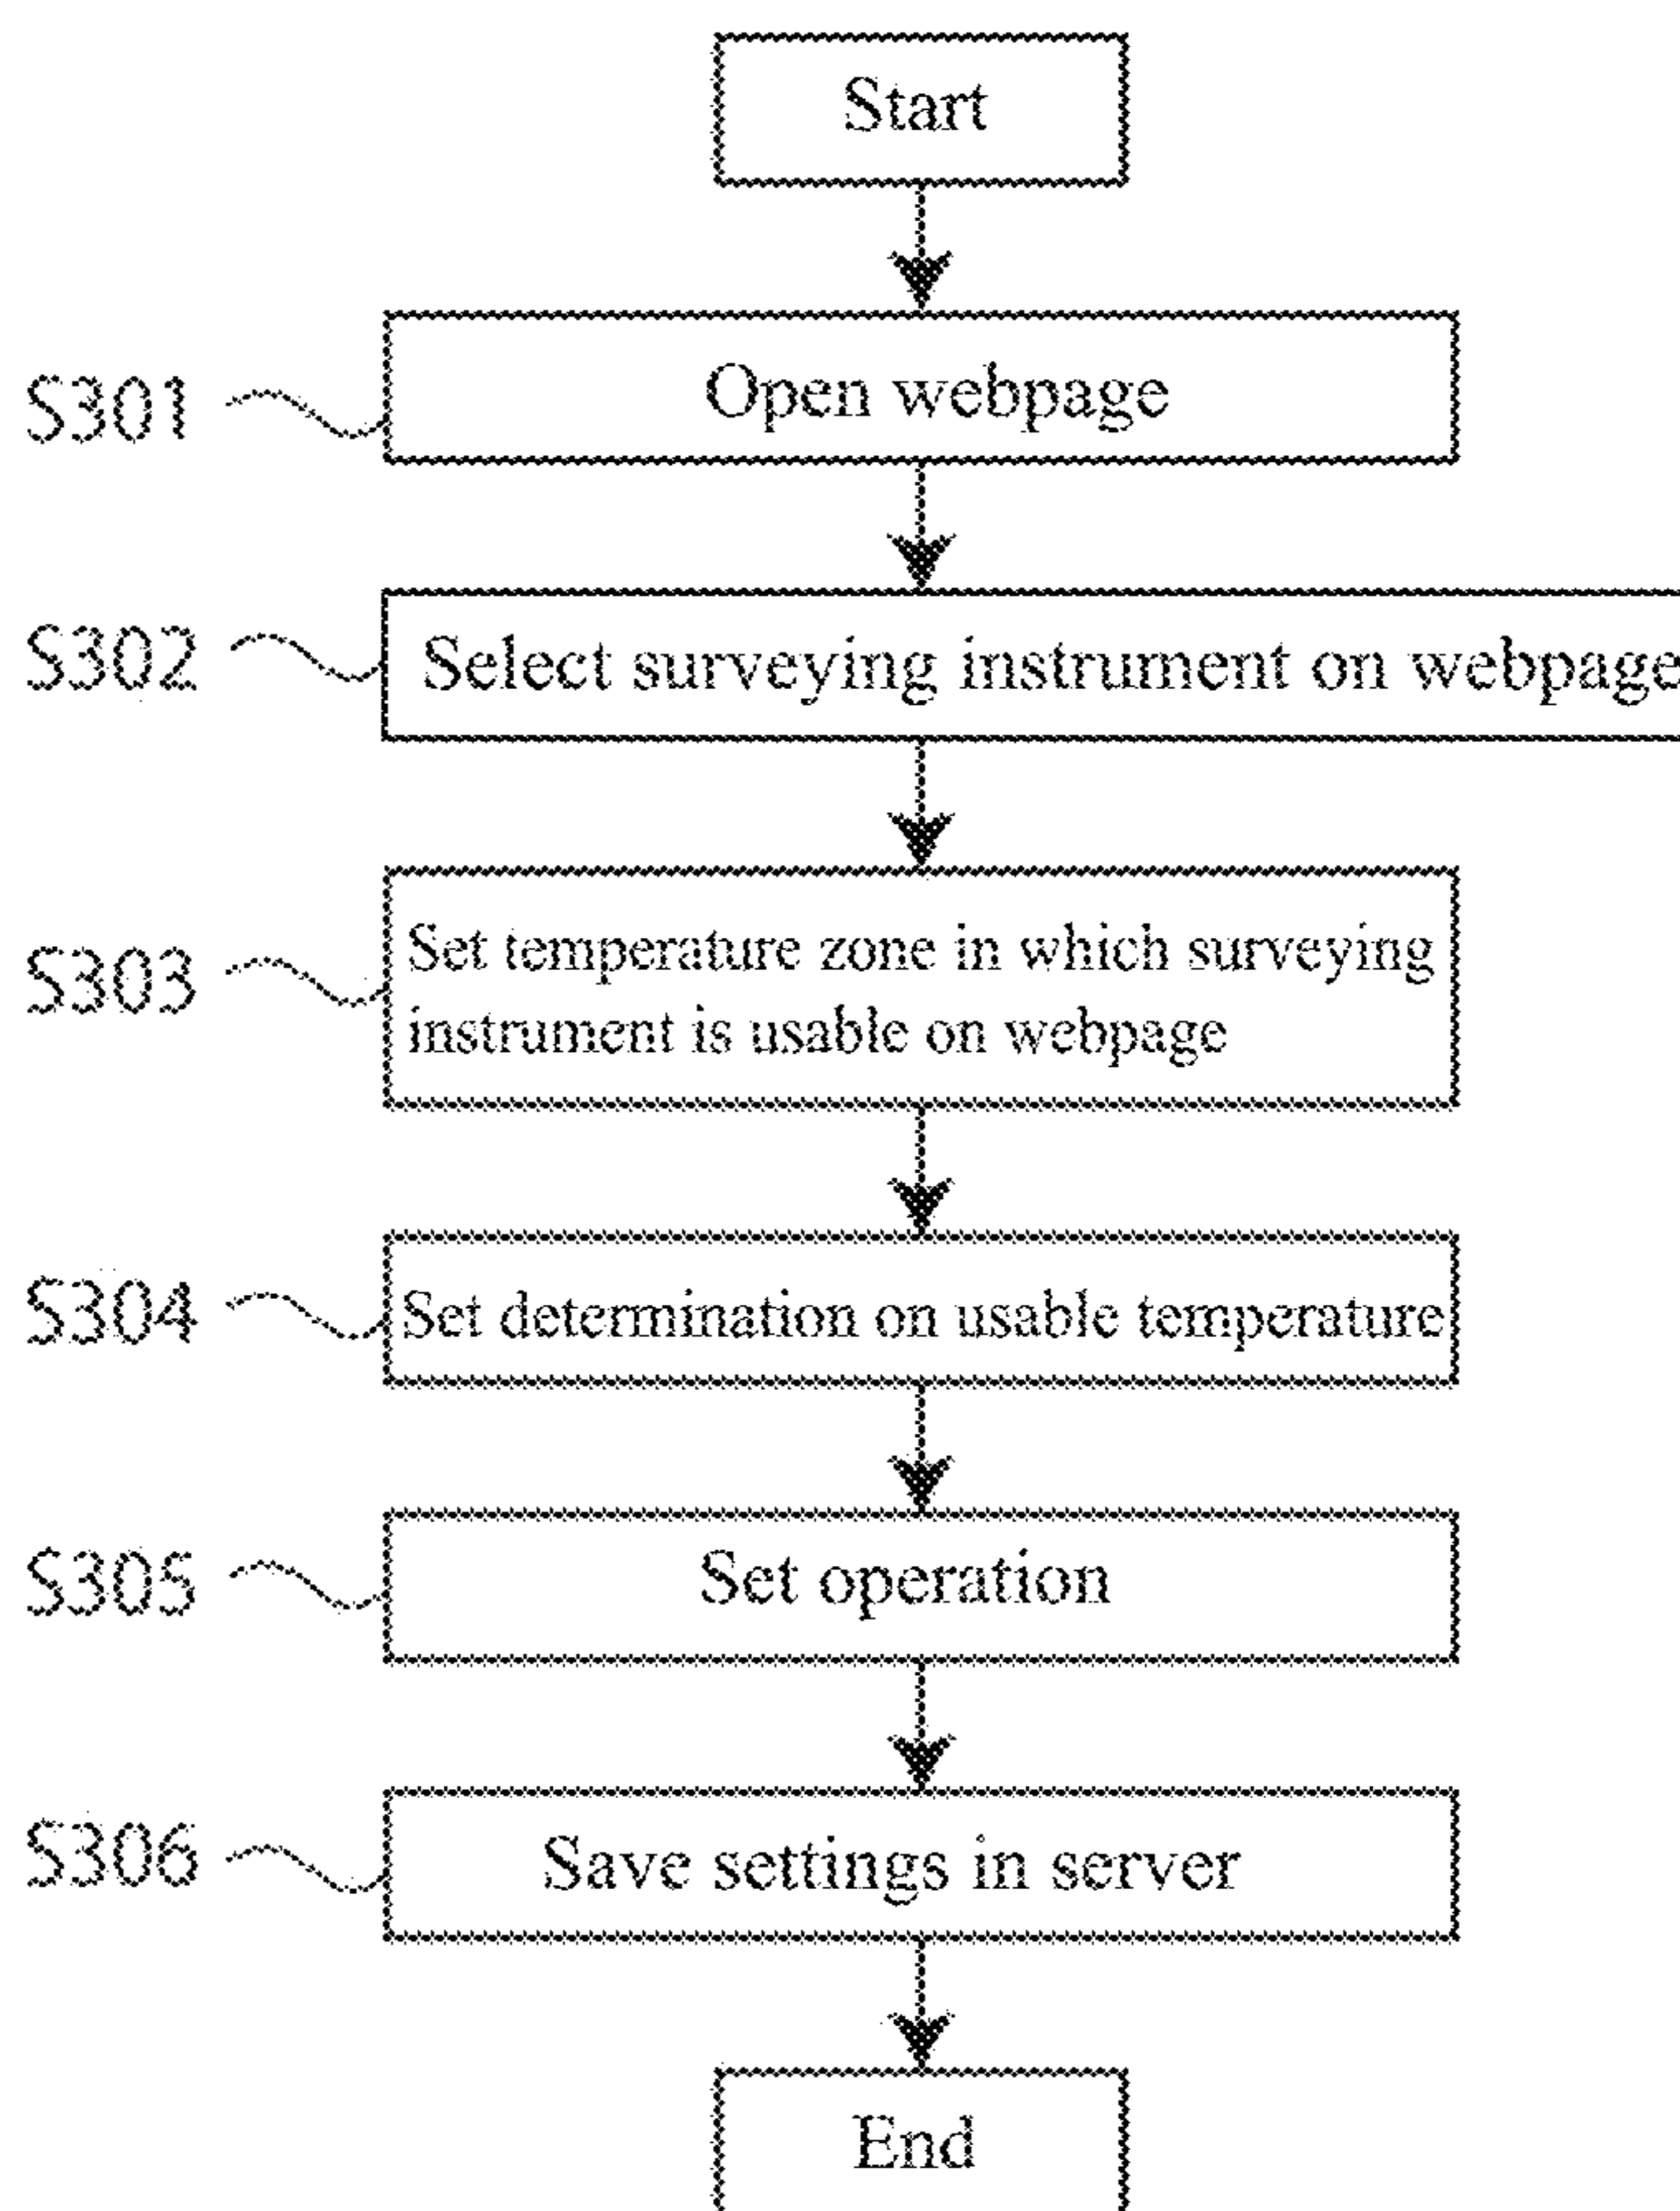 Start
S301
Open webpage
S302
Select surveying instrument on webpage
S303
Set temperature zone in which surveying
instrument is usable on webpage
S304
Set determination on usable temperature
S305
Set operation
S306
Save settings in server
End